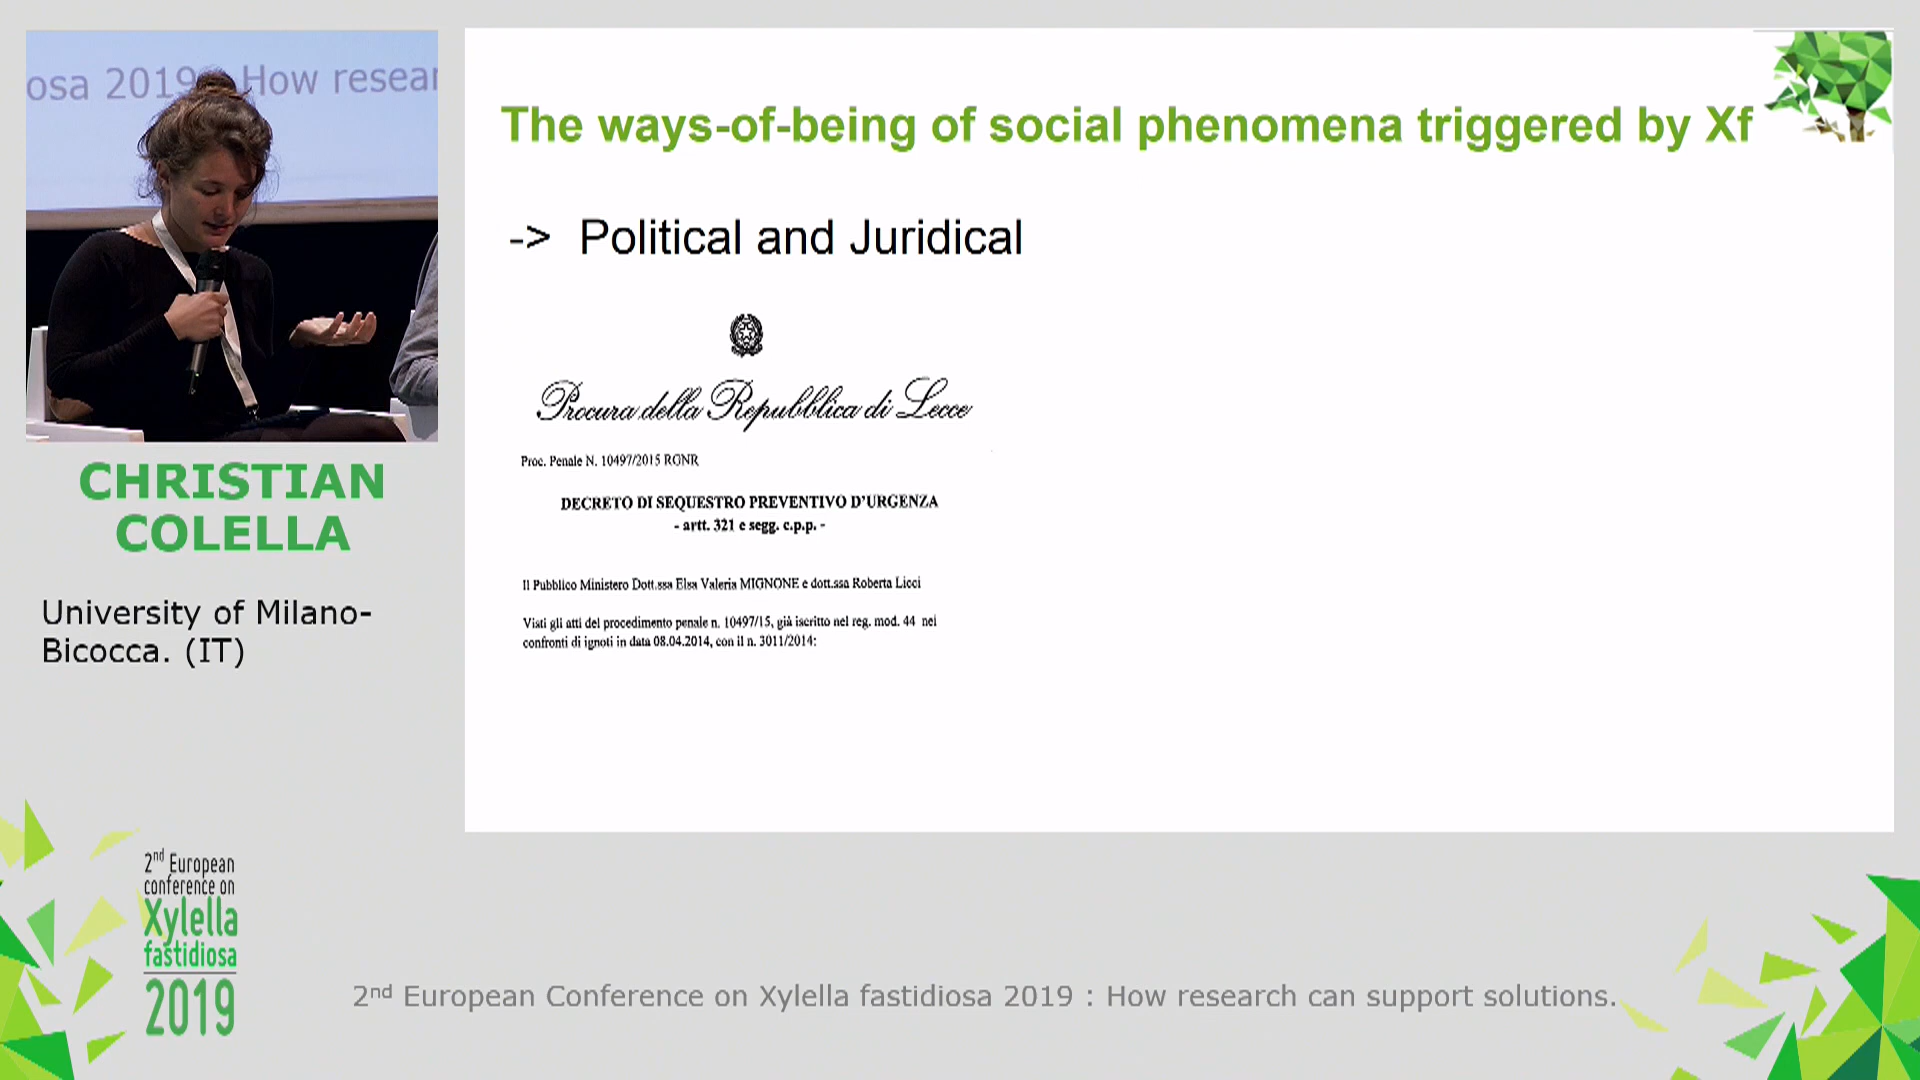 osa 2019 : How resear
The ways-of-being of social phenomena triggered by Xf
-> Political and Juridical
Procura della Repubblica di Lecce
Proc. Penale N. 10497/2015 RGNR
DECRETO DI SEQUESTRO PREVENTIVO D'URGENZA
- artt. 321 e segg. c.p.p. -
Il Pubblico Ministero Dott.ssa Elsa Valeria MIGNONE e dott.ssa Roberta Licci
Visti gli atti del procedimento penale n. 10497/15, già iscritto nel reg. mod. 44 nei
confronti di ignoti in data 08.04.2014, con il n. 3011/2014:
CHRISTIAN
COLELLA
University of Milano-
Bicocca. (IT)
2nd European
conference on
Xylella
fastidiosa
2019
2nd European Conference on Xylella fastidiosa 2019 : How research can support solutions.